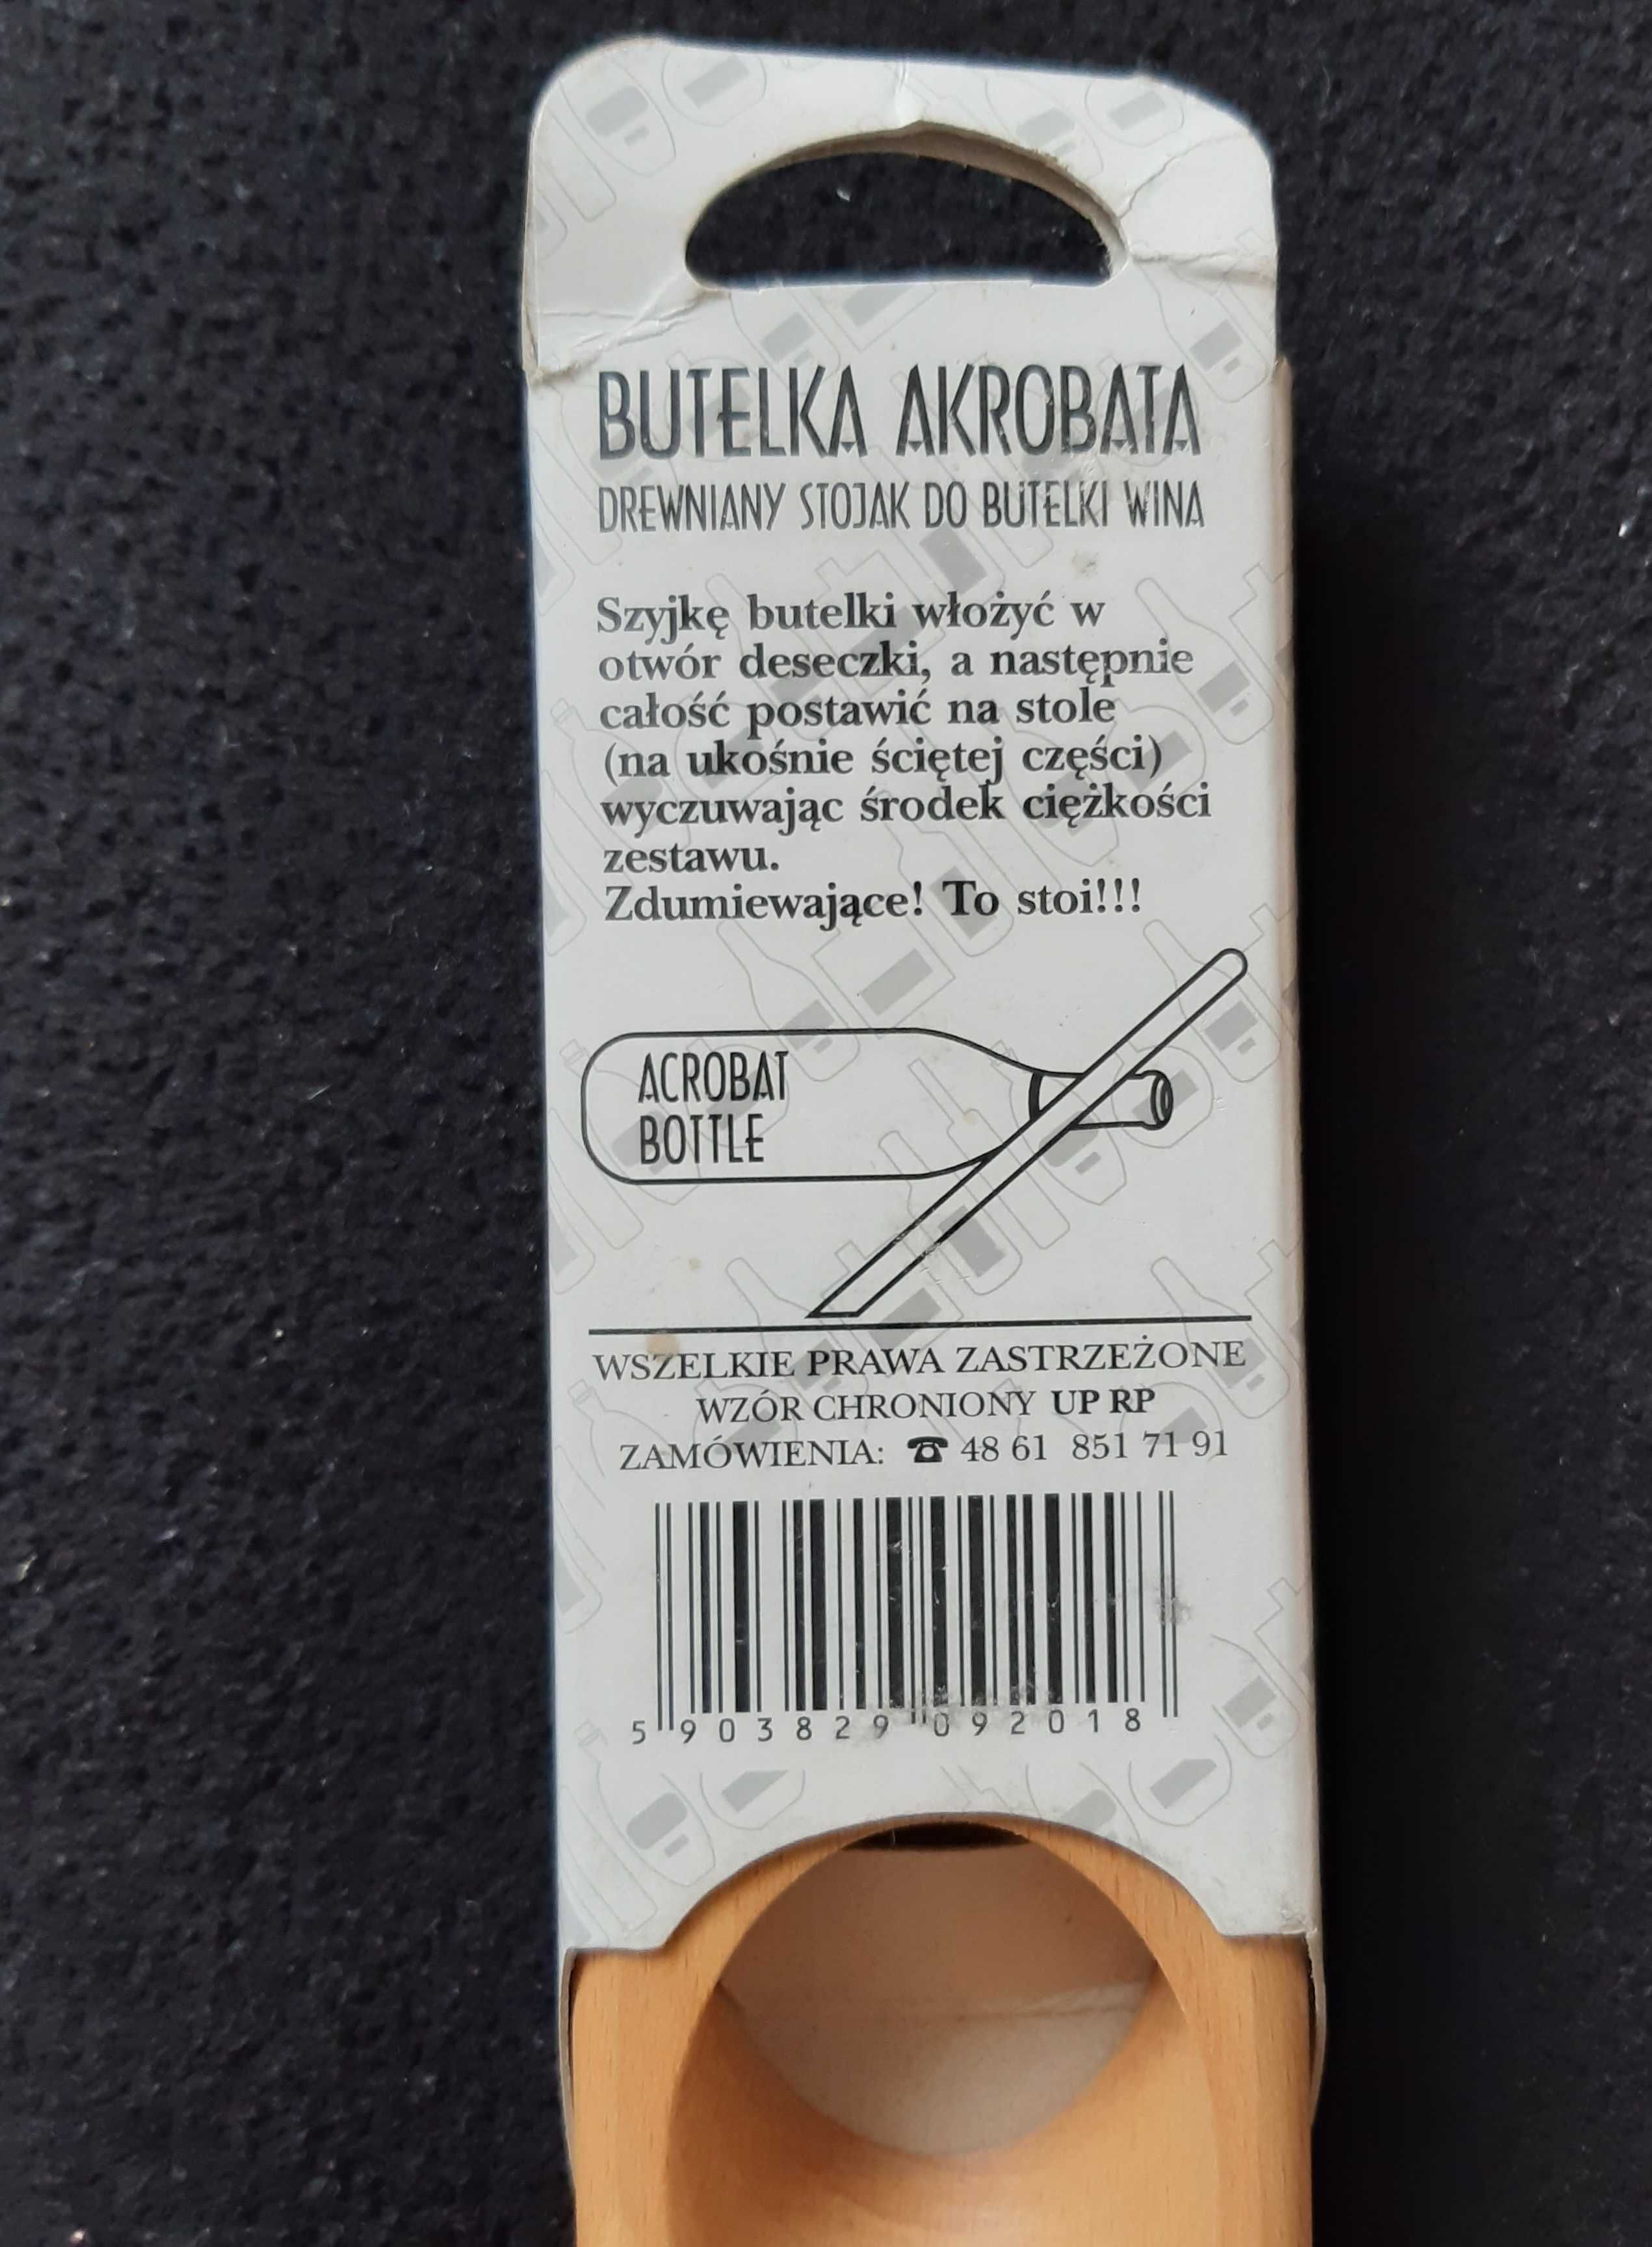 BUTELKA AKROBATA
DREWNIANY STOJAK DO BUTELKI WINA
Szyjkę butelki włożyć w
otwór deseczki, a następnie
całość postawić na stole
(na ukośnie ściętej części)
wyczuwając środek ciężkości
zestawu.
Zdumiewające! To stoi!!!
ACROBAT
BOTTLE
WSZELKIE PRAWA ZASTRZEŻONE
WZÓR CHRONIONY UP RP
ZAMÓWIENIA: ☎ 48 61 851 71 91
5 903829 092018